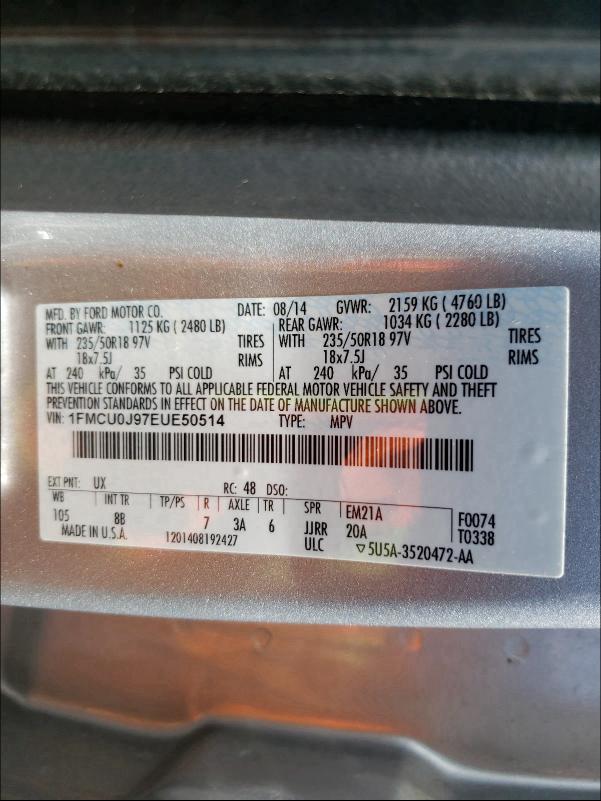 MFD. BY FORD MOTOR CO. DATE: 08/14 GVWR: 2159 KG ( 4760 LB)
FRONT GAWR: 1125 KG ( 2480 LB) REAR GAWR: 1034 KG ( 2280 LB)
WITH 235/50R18 97V TIRES WITH 235/50R18 97V TIRES
18x7.5J RIMS 18x7.5J RIMS
AT 240 kPa/ 35 PSI COLD AT 240 kPa/ 35 PSI COLD
THIS VEHICLE CONFORMS TO ALL APPLICABLE FEDERAL MOTOR VEHICLE SAFETY AND THEFT
PREVENTION STANDARDS IN EFFECT ON THE DATE OF MANUFACTURE SHOWN ABOVE.
VIN: 1FMCU0J97EUE50514 TYPE: MPV
EXT PNT: UX RC: 48 DSO:
WB INT TR TP/PS R AXLE TR SPR EM21A F0074
105 8B 7 3A 6 JJRR 20A T0338
MADE IN U.S.A. 1201408192427 ULC ▽5U5A-3520472-AA